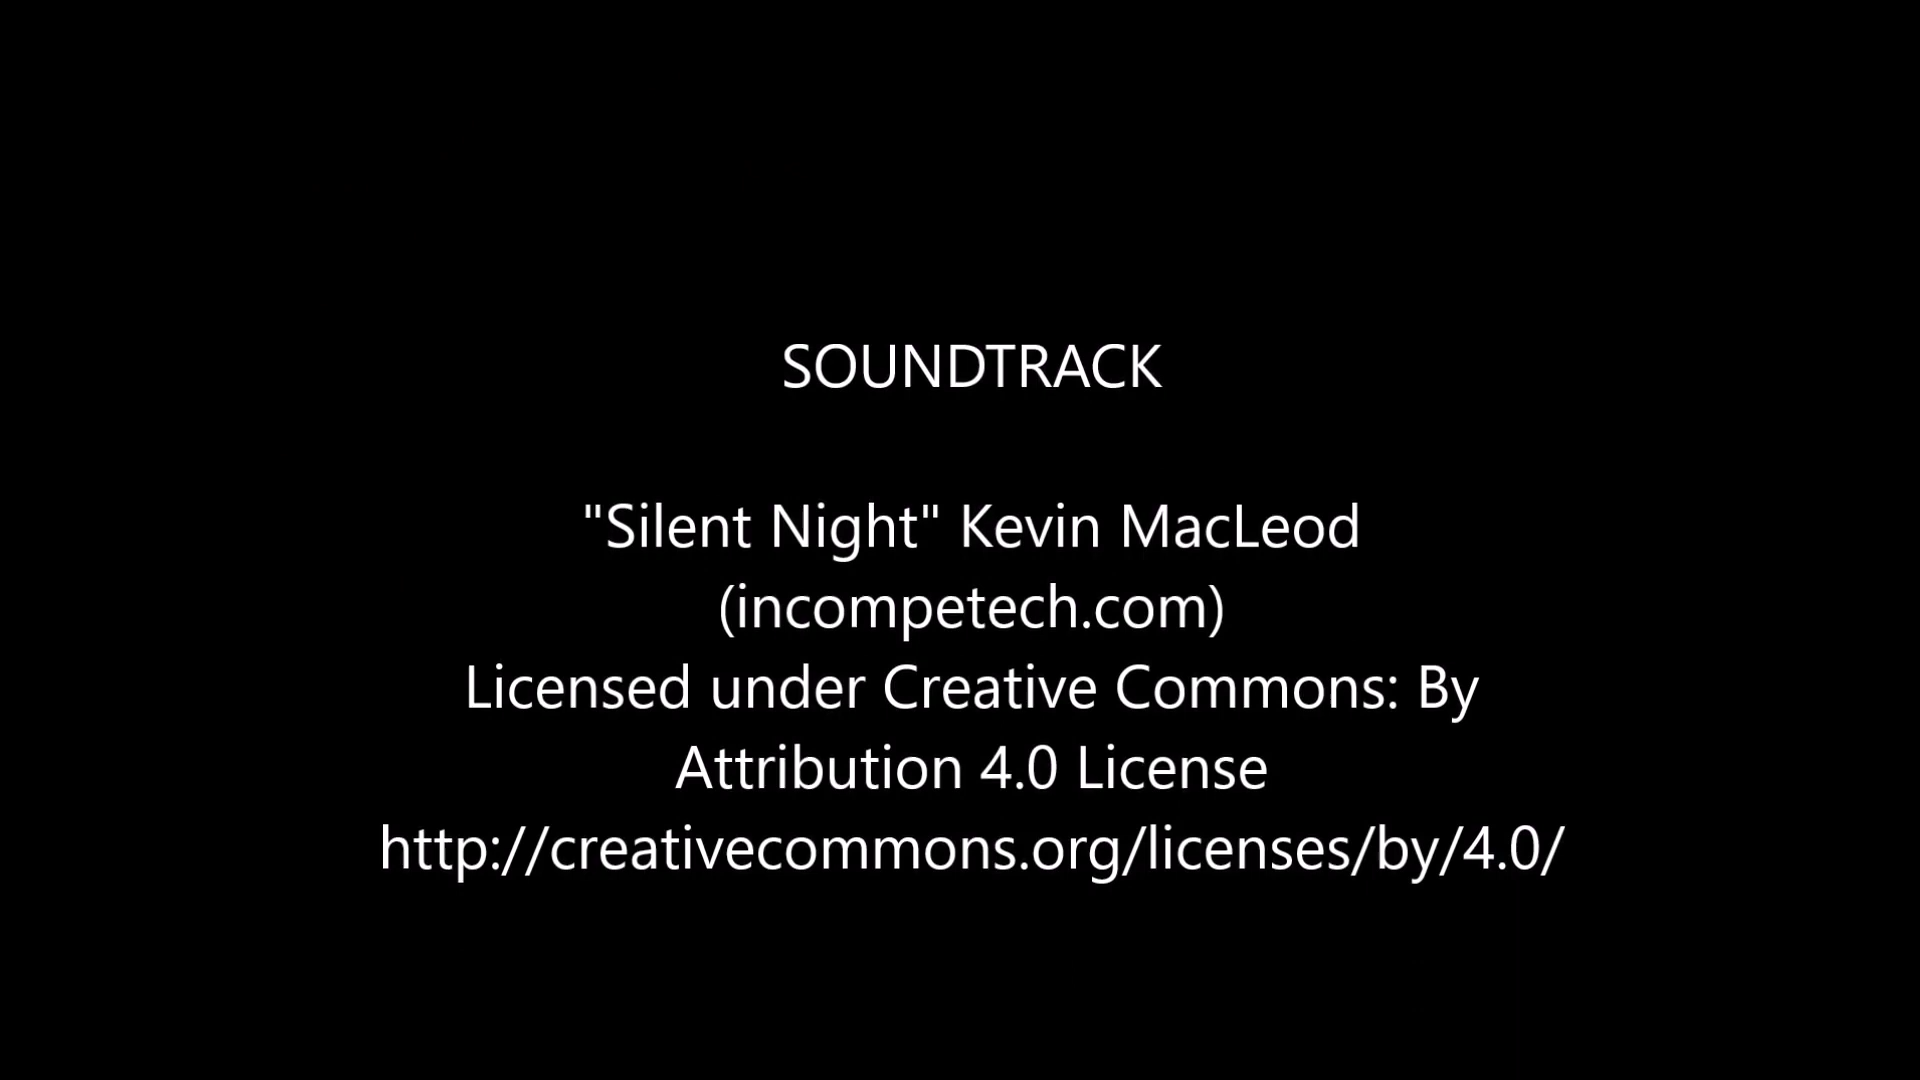 SOUNDTRACK
"Silent Night" Kevin MacLeod
(incompetech.com)
Licensed under Creative Commons: By
Attribution 4.0 License
http://creativecommons.org/licenses/by/4.0/